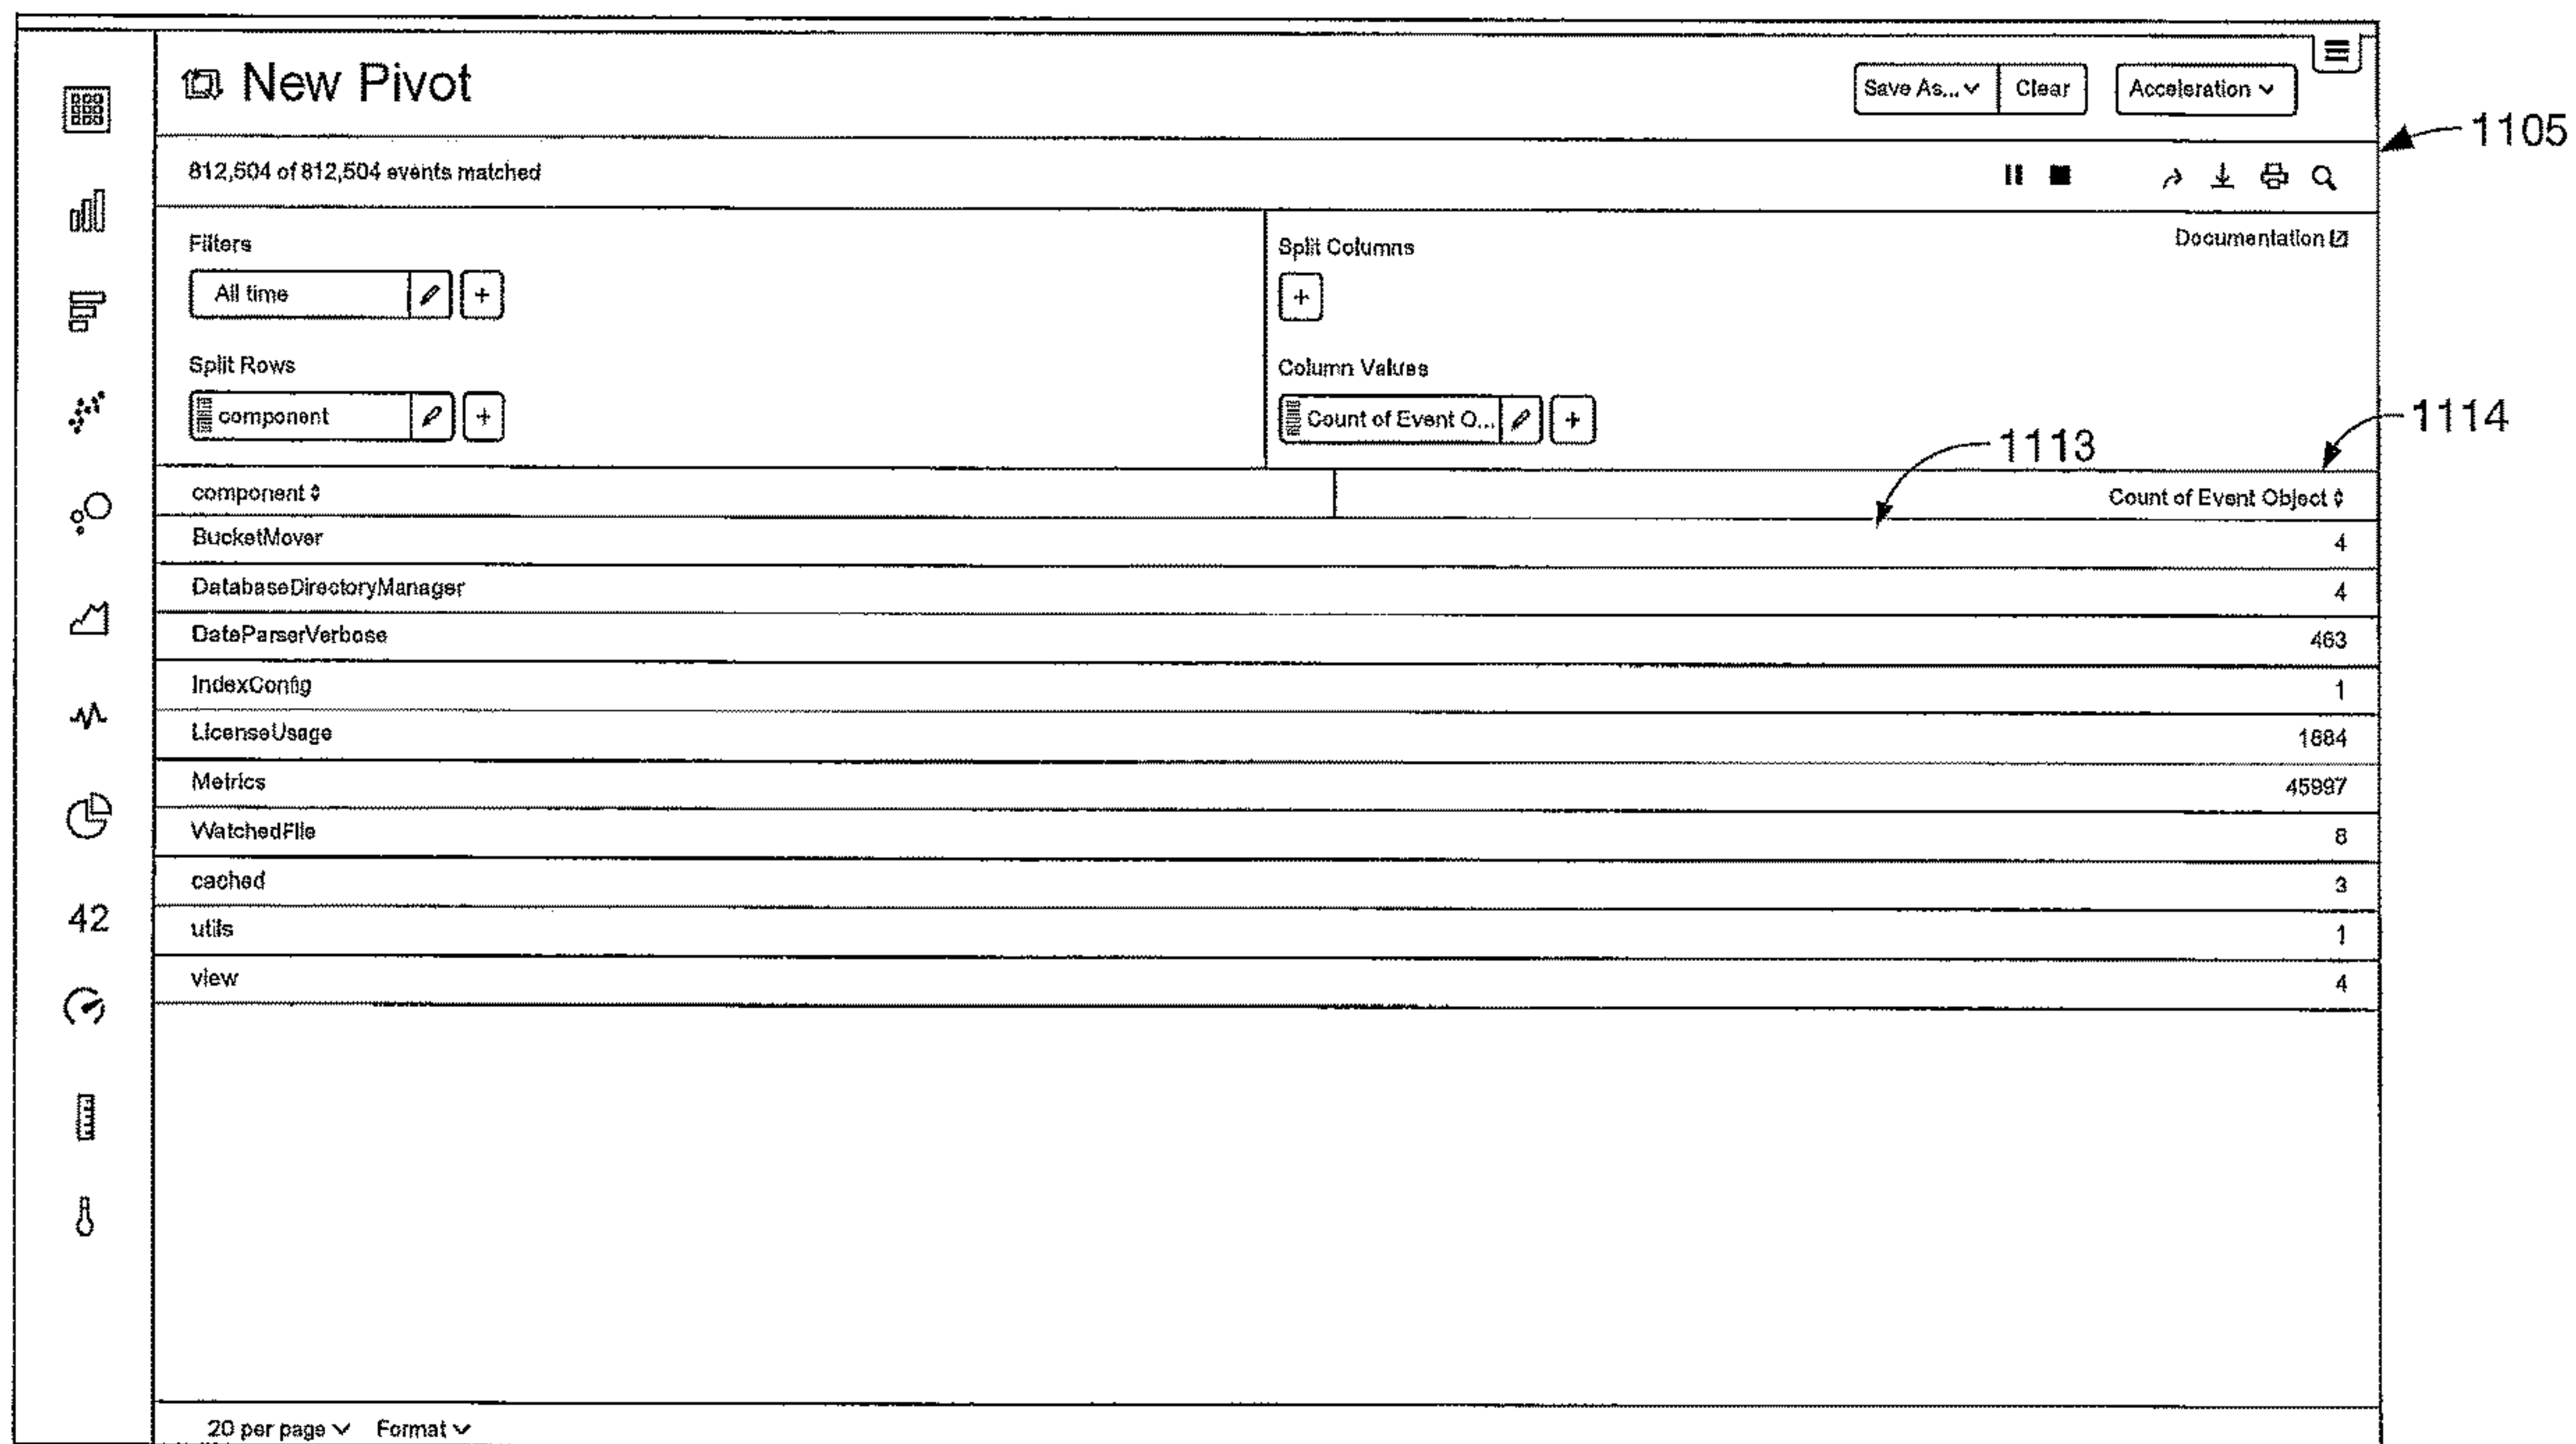 New Pivot
Save As... Clear Acceleration
1105
812,504 of 812,504 events matched
Filters
Split Columns
Documentation
All time
+
+
Split Rows
Column Values
component
+
Count of Event O...
+
1113
1114
component
Count of Event Object
BucketMover 4
DatabaseDirectoryManager 4
DateParserVerbose 463
IndexConfig 1
LicenseUsage
Metrics 45997
WatchedFile 8
cached 3
utils 1
view 4
42
20 per page Format